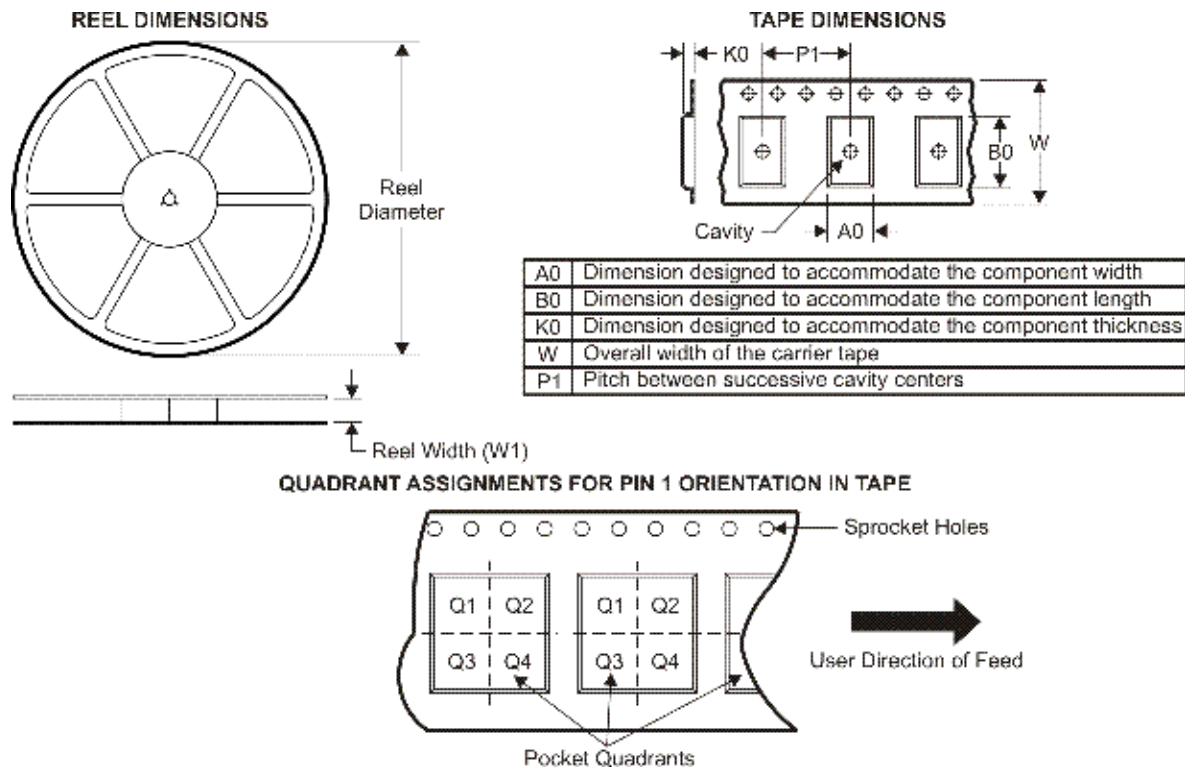 REEL DIMENSIONS
Reel
Diameter
Reel Width (W1)
TAPE DIMENSIONS
K0
P1
B0
W
Cavity
A0
A0 Dimension designed to accommodate the component width
B0 Dimension designed to accommodate the component length
K0 Dimension designed to accommodate the component thickness
W Overall width of the carrier tape
P1 Pitch between successive cavity centers
QUADRANT ASSIGNMENTS FOR PIN 1 ORIENTATION IN TAPE
Sprocket Holes
Q1 Q2 Q1 Q2
Q3 Q4 Q3 Q4
User Direction of Feed
Pocket Quadrants